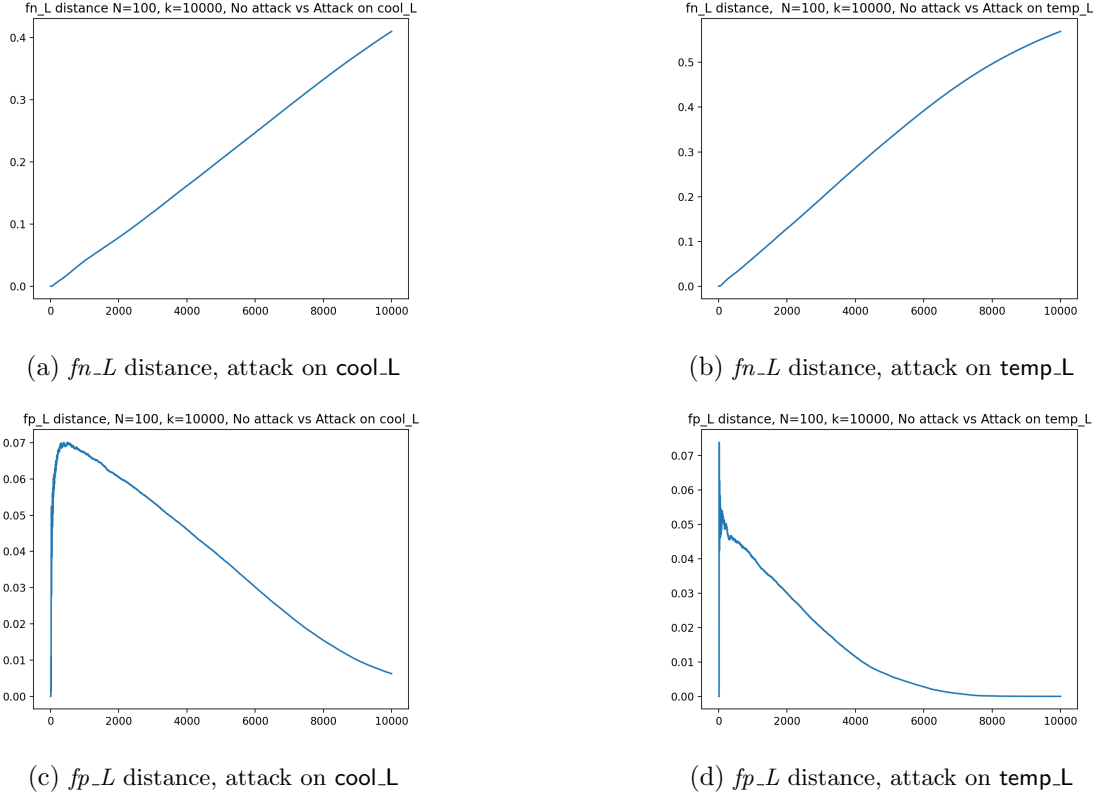 fn_L distance N=100, k=10000, No attack vs Attack on cool_L
0.4
0.3
0.2
0.1
0.0
0 2000 4000 6000 8000 10000
(a) fn_L distance, attack on cool_L
fn_L distance,  N=100, k=10000, No attack vs Attack on temp_L
0.5
0.4
0.3
0.2
0.1
0.0
0 2000 4000 6000 8000 10000
(b) fn_L distance, attack on temp_L
fp_L distance, N=100, k=10000, No attack vs Attack on cool_L
0.07
0.06
0.05
0.04
0.03
0.02
0.01
0.00
0 2000 4000 6000 8000 10000
(c) fp_L distance, attack on cool_L
fp_L distance, N=100, k=10000, No attack vs Attack on temp_L
0.07
0.06
0.05
0.04
0.03
0.02
0.01
0.00
0 2000 4000 6000 8000 10000
(d) fp_L distance, attack on temp_L